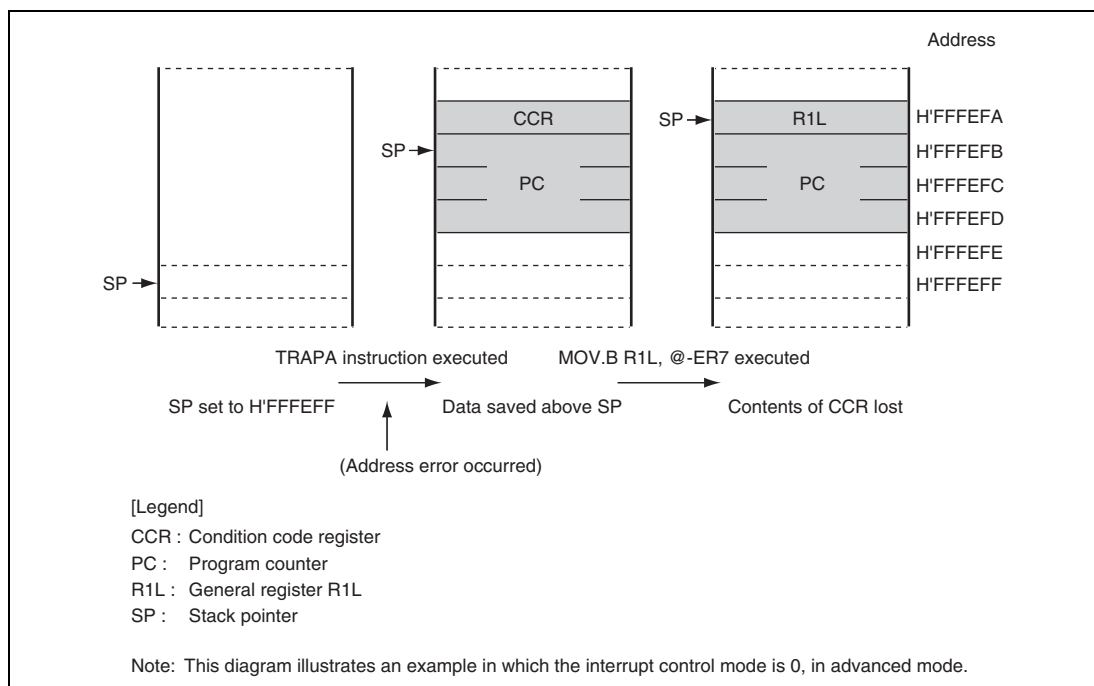 Address
CCR
SP
R1L
H'FFFEFA
SP
H'FFFEFB
PC
PC
H'FFFEFC
H'FFFEFD
H'FFFEFE
SP
H'FFFEFF
TRAPA instruction executed
MOV.B R1L, @-ER7 executed
SP set to H'FFFEFF
Data saved above SP
Contents of CCR lost
(Address error occurred)
[Legend]
CCR : Condition code register
PC : Program counter
R1L : General register R1L
SP : Stack pointer
Note: This diagram illustrates an example in which the interrupt control mode is 0, in advanced mode.